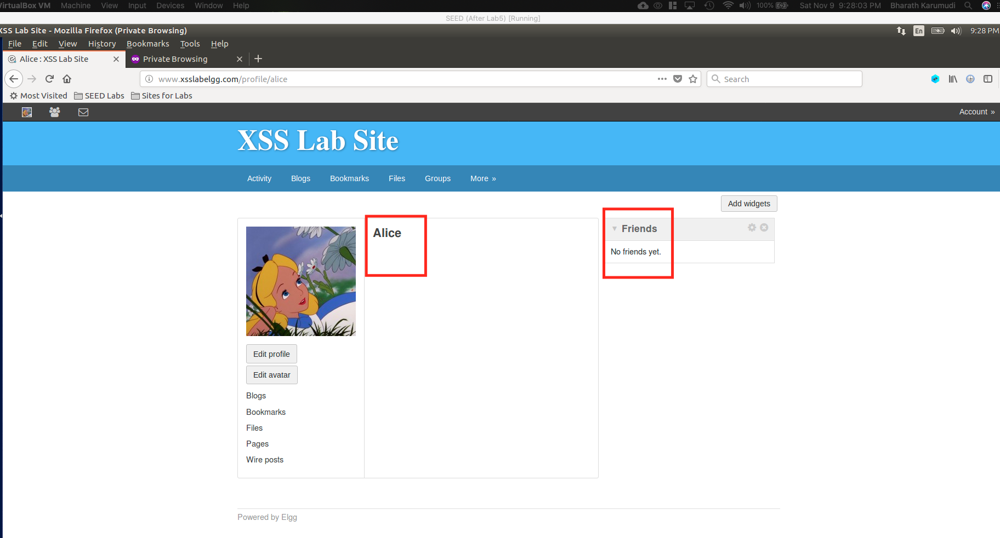 VirtualBox VM Machine View Input Devices Window Help 100% Sat Nov 9 9:28:03 PM Bharath Karumudi
SEED (After Lab5) [Running]
XSS Lab Site - Mozilla Firefox (Private Browsing) En 9:28 PM
File Edit View History Bookmarks Tools Help
Alice : XSS Lab Site Private Browsing
www.xsslabelgg.com/profile/alice Search
Most Visited SEED Labs Sites for Labs
Account »
XSS Lab Site
Activity Blogs Bookmarks Files Groups More »
Add widgets
Alice
Friends
No friends yet.
Edit profile
Edit avatar
Blogs
Bookmarks
Files
Pages
Wire posts
Powered by Elgg